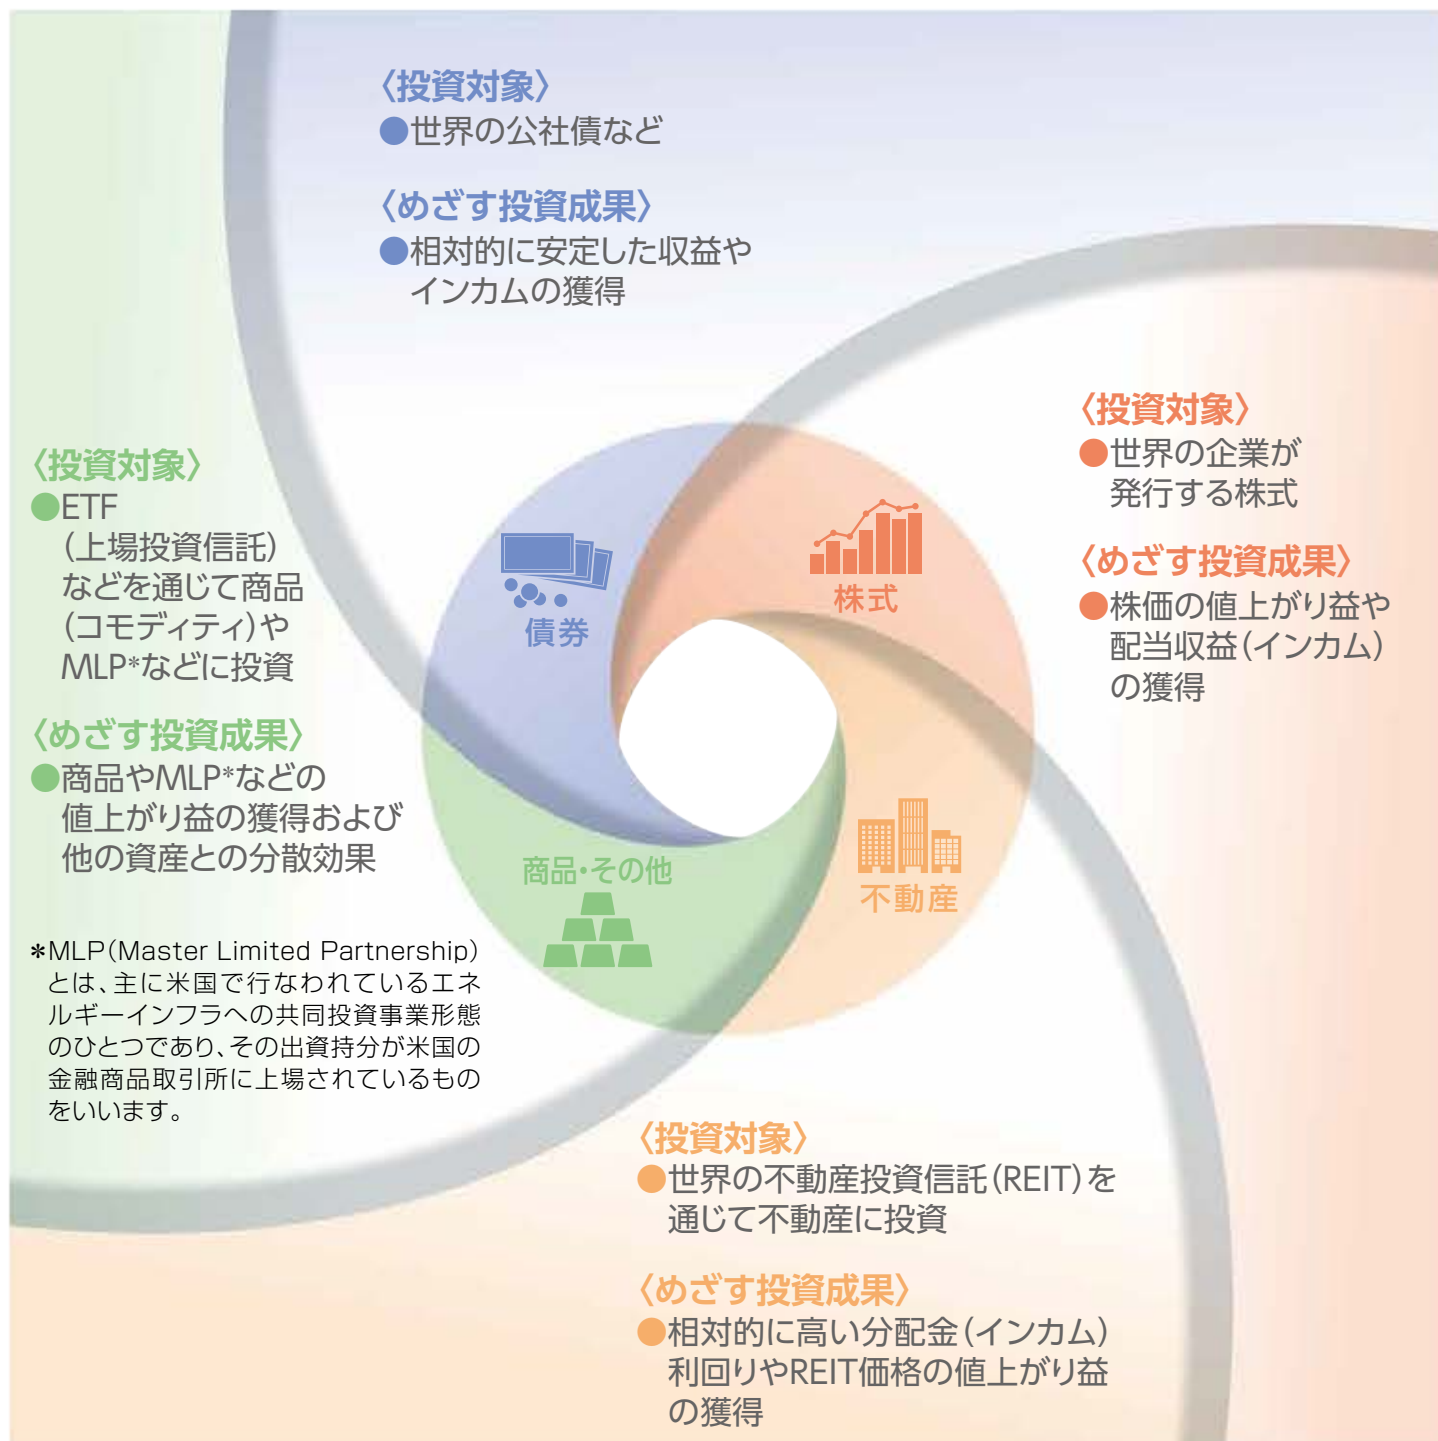 〈投資対象〉
●世界の公社債など
〈めざす投資成果〉
●相対的に安定した収益や
インカムの獲得
〈投資対象〉
●世界の企業が
発行する株式
〈めざす投資成果〉
●株価の値上がり益や
配当収益(インカム)
の獲得
〈投資対象〉
●ETF
(上場投資信託)
などを通じて商品
(コモディティ)や
MLP*などに投資
〈めざす投資成果〉
●商品やMLP*などの
値上がり益の獲得および
他の資産との分散効果
*MLP(Master Limited Partnership)
とは、主に米国で行なわれているエネ
ルギーインフラへの共同投資事業形態
のひとつであり、その出資持分が米国の
金融商品取引所に上場されているもの
をいいます。
債券
株式
商品・その他
不動産
〈投資対象〉
●世界の不動産投資信託(REIT)を
通じて不動産に投資
〈めざす投資成果〉
●相対的に高い分配金(インカム)
利回りやREIT価格の値上がり益
の獲得